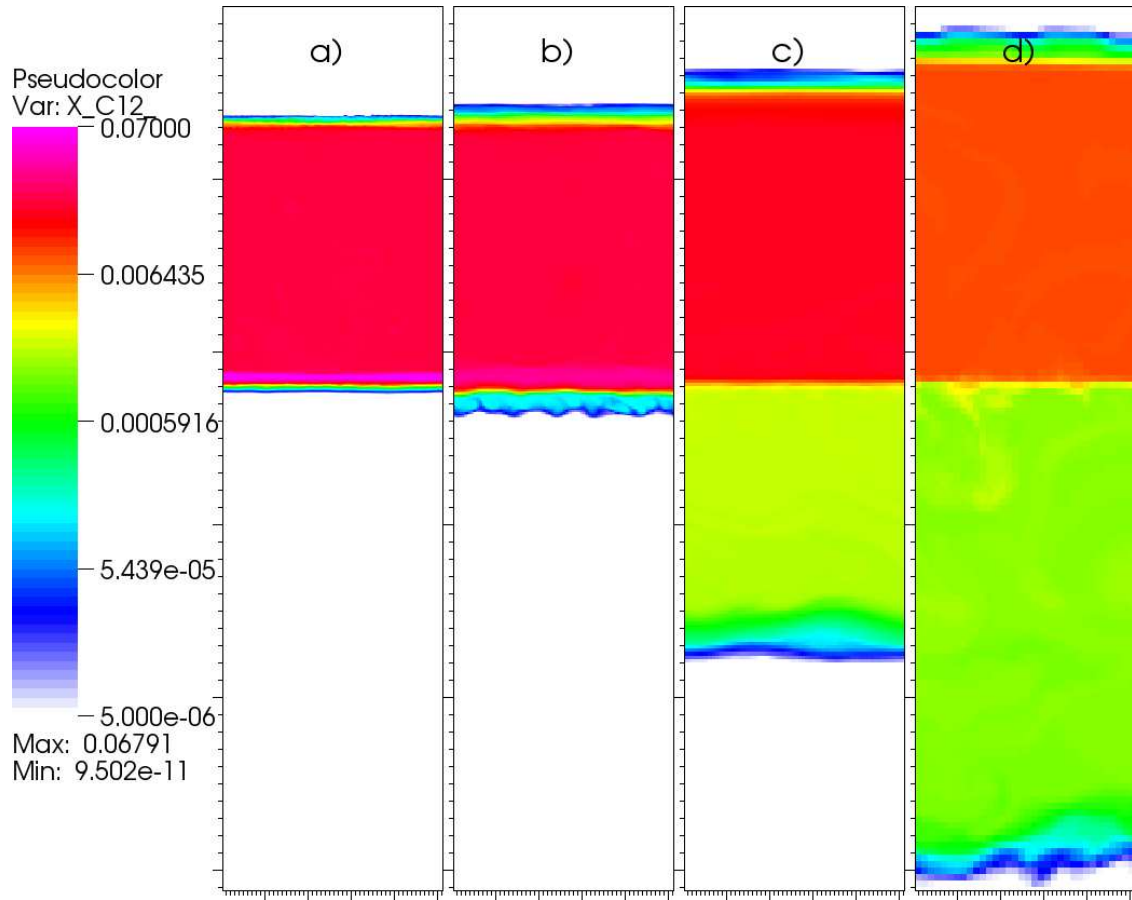 a)
b)
c)
d)
Pseudocolor
Var: X_C12_
0.07000
0.006435
0.0005916
5.439e-05
5.000e-06
Max: 0.06791
Min: 9.502e-11